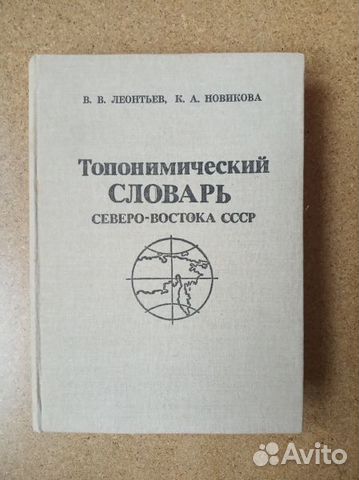 В. В. ЛЕОНТЬЕВ, К. А. НОВИКОВА
Топонимический
СЛОВАРЬ
СЕВЕРО-ВОСТОКА СССР
Avito